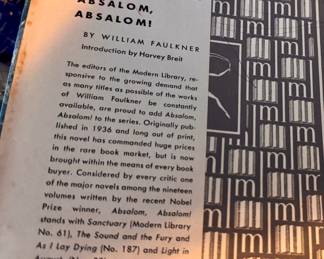 ABSALOM,
ABSALOM!
BY WILLIAM FAULKNER
Introduction by Harvey Breit
The editors of the Modern Library, re-
sponsive to the growing demand that
as many titles as possible of the works
of William Faulkner be constantly
available, are proud to add Absalom,
Absalom! to the series. Originally pub-
lished in 1936 and long out of print,
this novel has commanded huge prices
in the rare book market, but is now
brought within the means of every book
buyer. Considered by every critic one
of the major novels among the nineteen
volumes written by the recent Nobel
Prize winner, Absalom, Absalom!
stands with Sanctuary (Modern Library
No. 61), The Sound and the Fury and
As I Lay Dying (No. 187) and Light in